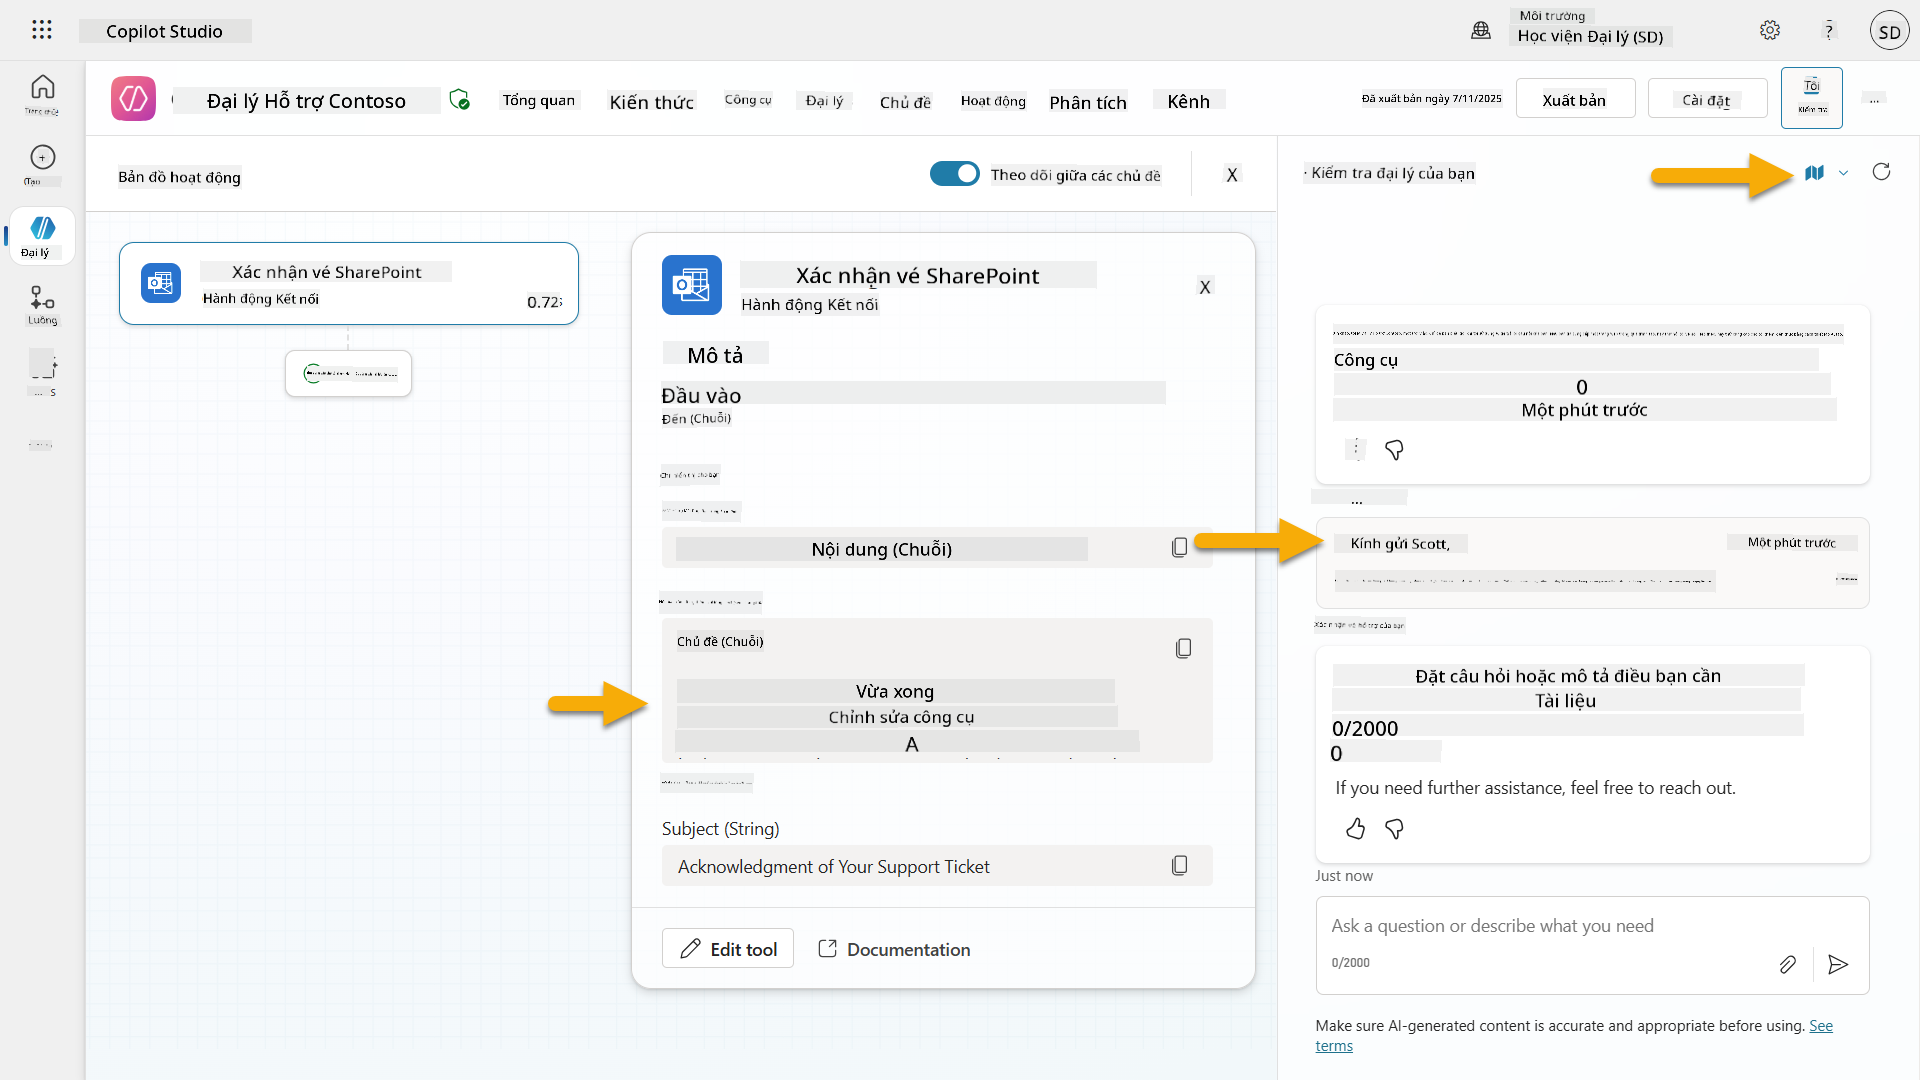 Copilot Studio
Môi trường
Học viện Đại lý (SD)
?
SD
Trang chủ
Đại lý Hỗ trợ Contoso
Tổng quan
Kiến thức
Công cụ
Đại lý
Chủ đề
Hoạt động
Phân tích
Kênh
Đã xuất bản ngày 7/11/2025
Xuất bản
Cài đặt
Tôi
Kiểm tra
...
(Tạo
Đại lý
Luồng
... S
Bản đồ hoạt động
Theo dõi giữa các chủ đề
X
· Kiểm tra đại lý của bạn
Xác nhận vé SharePoint
Hành động Kết nối
0.72s
Xác nhận vé SharePoint
Hành động Kết nối
X
Mô tả
Đầu vào
Đến (Chuỗi)
Nội dung (Chuỗi)
Chủ đề (Chuỗi)
Vừa xong
Chỉnh sửa công cụ
A
Subject (String)
Acknowledgment of Your Support Ticket
Edit tool
Documentation
Công cụ
0
Một phút trước
...
Kính gửi Scott,
Một phút trước
Xác nhận vé hỗ trợ của bạn
Đặt câu hỏi hoặc mô tả điều bạn cần
Tài liệu
0/2000
0
If you need further assistance, feel free to reach out.
Just now
Ask a question or describe what you need
0/2000
Make sure AI-generated content is accurate and appropriate before using. See
terms